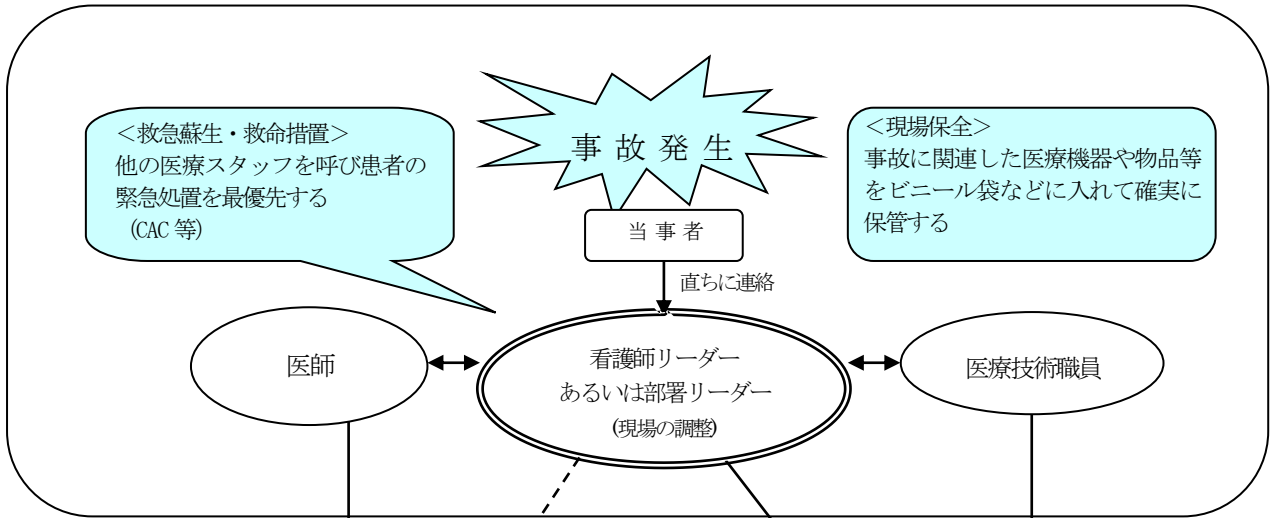 ＜救急蘇生・救命措置＞
他の医療スタッフを呼び患者の
緊急処置を最優先する
（CAC 等）
事 故 発 生
＜現場保全＞
事故に関連した医療機器や物品等
をビニール袋などに入れて確実に
保管する
当 事 者
直ちに連絡
医師
看護師リーダー
あるいは部署リーダー
（現場の調整）
医療技術職員